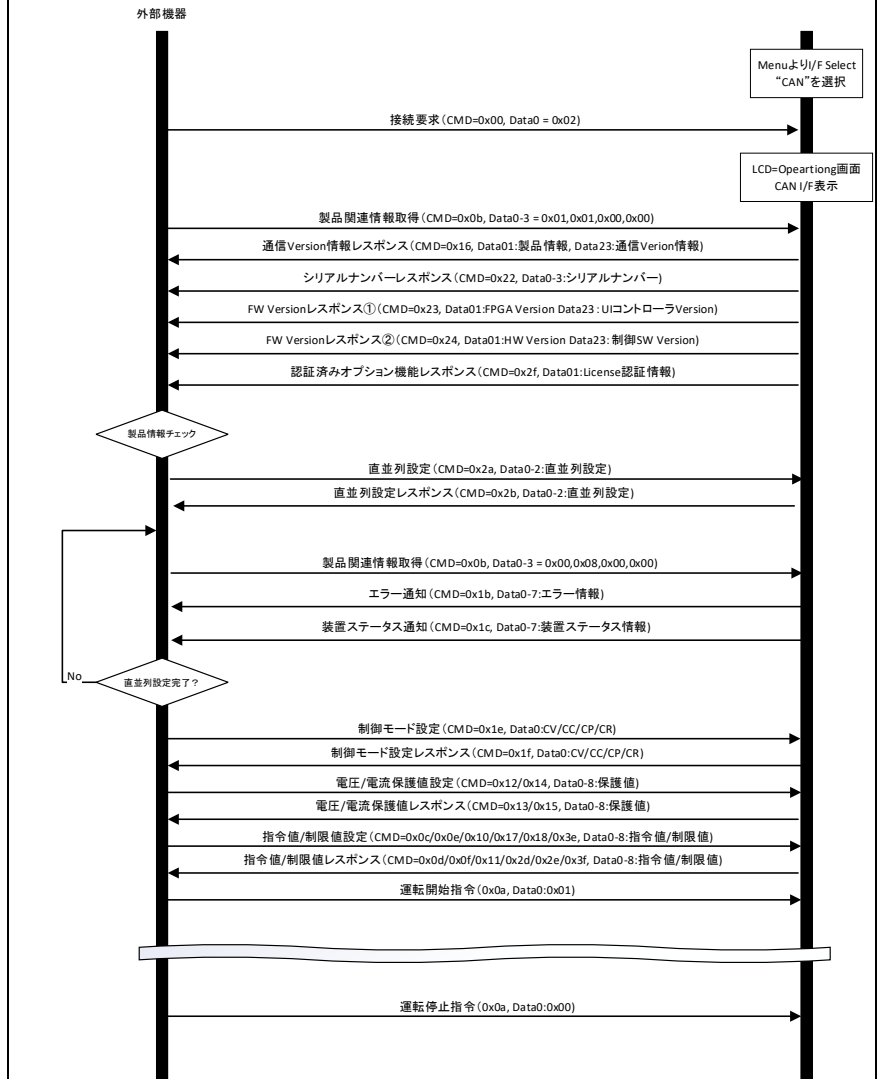 外部機器
MenuよりI/F Select
“CAN”を選択
接続要求(CMD=0x00, Data0 = 0x02)
LCD=Opeartiong画面
CAN I/F表示
製品関連情報取得(CMD=0x0b, Data0-3 = 0x01,0x01,0x00,0x00)
通信Version情報レスポンス(CMD=0x16, Data01:製品情報, Data23:通信Verion情報)
シリアルナンバーレスポンス(CMD=0x22, Data0-3:シリアルナンバー)
FW Versionレスポンス①(CMD=0x23, Data01:FPGA Version Data23 : UIコントローラVersion)
FW Versionレスポンス②(CMD=0x24, Data01:HW Version Data23: 制御SW Version)
認証済みオプション機能レスポンス(CMD=0x2f, Data01:License認証情報)
製品情報チェック
直並列設定(CMD=0x2a, Data0-2:直並列設定)
直並列設定レスポンス(CMD=0x2b, Data0-2:直並列設定)
製品関連情報取得(CMD=0x0b, Data0-3 = 0x00,0x08,0x00,0x00)
エラー通知(CMD=0x1b, Data0-7:エラー情報)
装置ステータス通知(CMD=0x1c, Data0-7:装置ステータス情報)
No
直並列設定完了?
制御モード設定(CMD=0x1e, Data0:CV/CC/CP/CR)
制御モード設定レスポンス(CMD=0x1f, Data0:CV/CC/CP/CR)
電圧/電流保護値設定(CMD=0x12/0x14, Data0-8:保護値)
電圧/電流保護値レスポンス(CMD=0x13/0x15, Data0-8:保護値)
指令値/制限値設定(CMD=0x0c/0x0e/0x10/0x17/0x18/0x3e, Data0-8:指令値/制限値)
指令値/制限値レスポンス(CMD=0x0d/0x0f/0x11/0x2d/0x2e/0x3f, Data0-8:指令値/制限値)
運転開始指令(0x0a, Data0:0x01)
運転停止指令(0x0a, Data0:0x00)